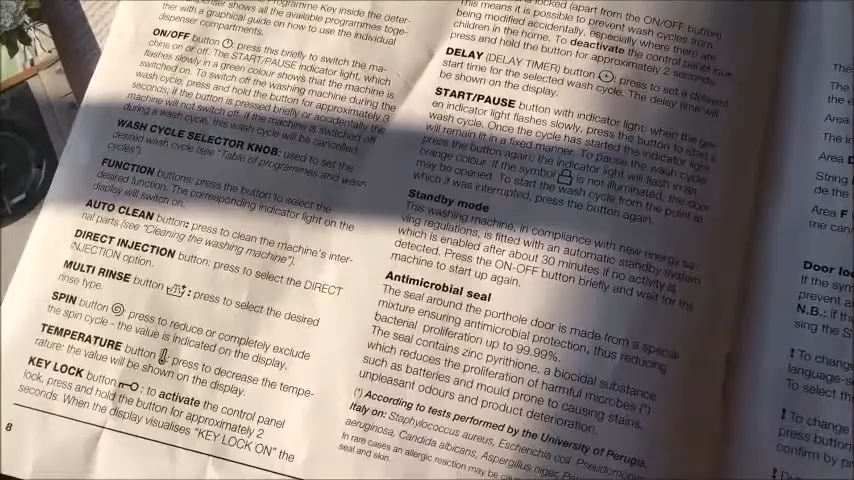 Programme Key inside the deter-
penser shows all the available programmes toge-
ther with a graphical guide on how to use the individual
dispenser compartments.
ON/OFF button : press this briefly to switch the ma-
chine on or off. The START/PAUSE indicator light, which
flashes slowly in a green colour shows that the machine is
switched on. To switch off the washing machine during the
wash cycle, press and hold the button for approximately 3
seconds; if the button is pressed briefly or accidentally the
machine will not switch off. If the machine is switched off
during a wash cycle, this wash cycle will be cancelled.
WASH CYCLE SELECTOR KNOB: used to set the
desired wash cycle (see "Table of programmes and wash
cycles").
FUNCTION buttons: press the button to select the
desired function. The corresponding indicator light on the
display will switch on.
AUTO CLEAN button: press to clean the machine's inter-
nal parts (see "Cleaning the washing machine").
DIRECT INJECTION button: press to select the DIRECT
INJECTION option.
MULTI RINSE button : press to select the desired
rinse type.
SPIN button : press to reduce or completely exclude
the spin cycle - the value is indicated on the display.
TEMPERATURE button : press to decrease the tempe-
rature: the value will be shown on the display.
KEY LOCK button : to activate the control panel
lock, press and hold the button for approximately 2
seconds. When the display visualises "KEY LOCK ON" the
8
locked (apart from the ON/OFF button).
This means it is possible to prevent wash cycles from
being modified accidentally, especially where there are
children in the home. To deactivate the control panel
press and hold the button for approximately 2 seconds.
DELAY (DELAY TIMER) button : press to set a delayed
start time for the selected wash cycle. The delay time will
be shown on the display.
START/PAUSE button with indicator light: when the gre-
en indicator light flashes slowly, press the button to start a
wash cycle. Once the cycle has started the indicator light
will remain lit in a fixed manner. To pause the wash cycle,
press the button again; the indicator light will flash in an
orange colour. If the symbol is not illuminated, the door
may be opened. To start the wash cycle from the point at
which it was interrupted, press the button again.
Standby mode
This washing machine, in compliance with new energy sa-
ving regulations, is fitted with an automatic standby system
which is enabled after about 30 minutes if no activity is
detected. Press the ON-OFF button briefly and wait for the
machine to start up again.
Antimicrobial seal
The seal around the porthole door is made from a special
mixture ensuring antimicrobial protection, thus reducing
bacterial proliferation up to 99.99%.
The seal contains zinc pyrithione, a biocidal substance
which reduces the proliferation of harmful microbes (*)
such as batteries and mould prone to causing stains,
unpleasant odours and product deterioration.
(*) According to tests performed by the University of Perugia,
Italy on: Staphylococcus aureus, Escherichia coli, Pseudomonas
aeruginosa, Candida albicans, Aspergillus niger,
In rare cases an allergic reaction may be
seal and skin.
The
the e
Area
The i
Area D
String
de the
Area F
me cann
Door lo
If the sym
prevent a
N.B.: if th
sing the S
! To change
language-s
To select th
! To change
press button
confirm by pr